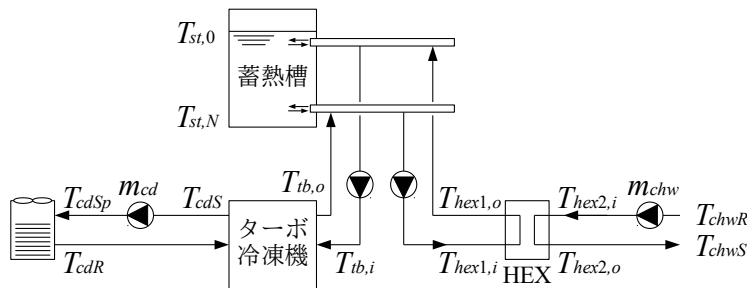 T_{st,0}
蓄熱槽
T_{st,N}
T_{cdSp}
m_{cd}
T_{cdS}
T_{tb,o}
T_{hex1,o}
T_{hex2,i}
m_{chw}
T_{chwR}
ターボ
冷凍機
T_{cdR}
T_{tb,i}
T_{hex1,i}
HEX
T_{hex2,o}
T_{chwS}